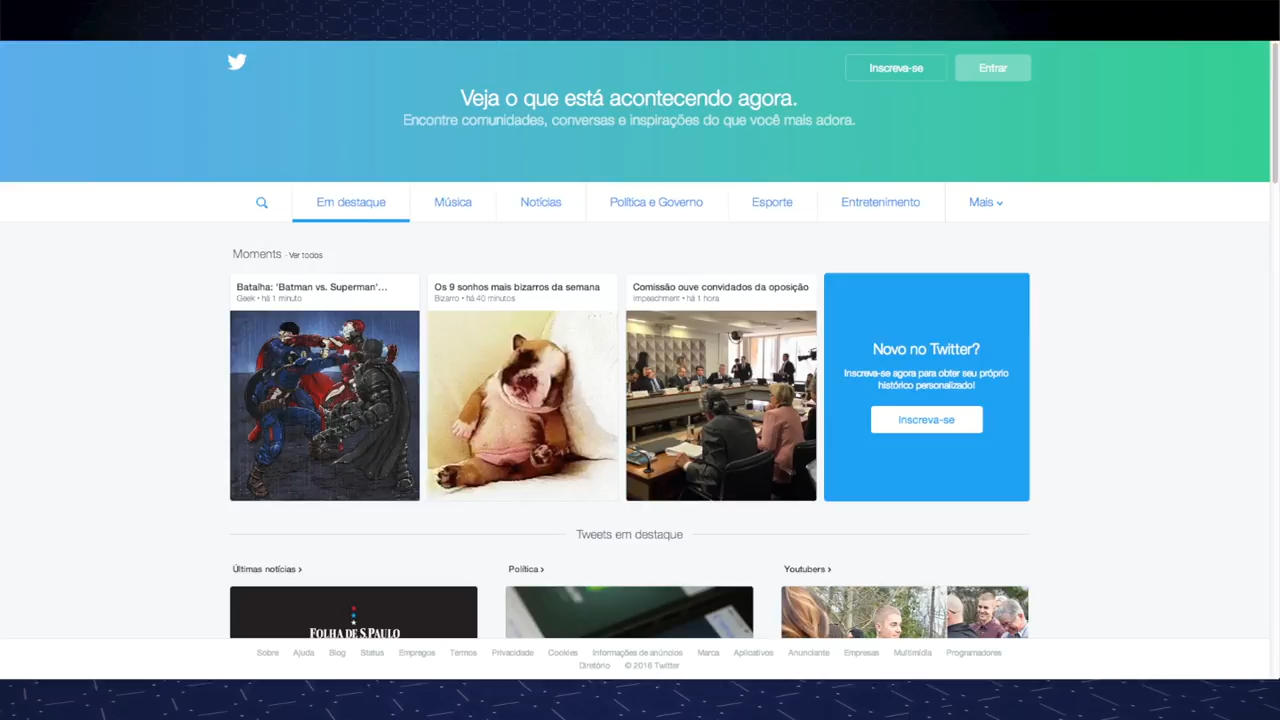 Inscreva-se
Entrar
Veja o que está acontecendo agora.
Encontre comunidades, conversas e inspirações do que você mais adora.
Em destaque
Música
Notícias
Política e Governo
Esporte
Entretenimento
Mais
Moments · Ver todos
Batalha: 'Batman vs. Superman'...
Geek • há 1 minuto
Os 9 sonhos mais bizarros da semana
Bizarro • há 40 minutos
Comissão ouve convidados da oposição
Impeachment • há 1 hora
Novo no Twitter?
Inscreva-se agora para obter seu próprio
histórico personalizado!
Inscreva-se
Tweets em destaque
Últimas notícias ›
Política ›
Youtubers ›
FOLHA DE S.PAULO
Sobre
Ajuda
Blog
Status
Empregos
Termos
Privacidade
Cookies
Informações de anúncios
Marca
Aplicativos
Anunciante
Empresas
Multimídia
Programadores
Diretório
© 2016 Twitter